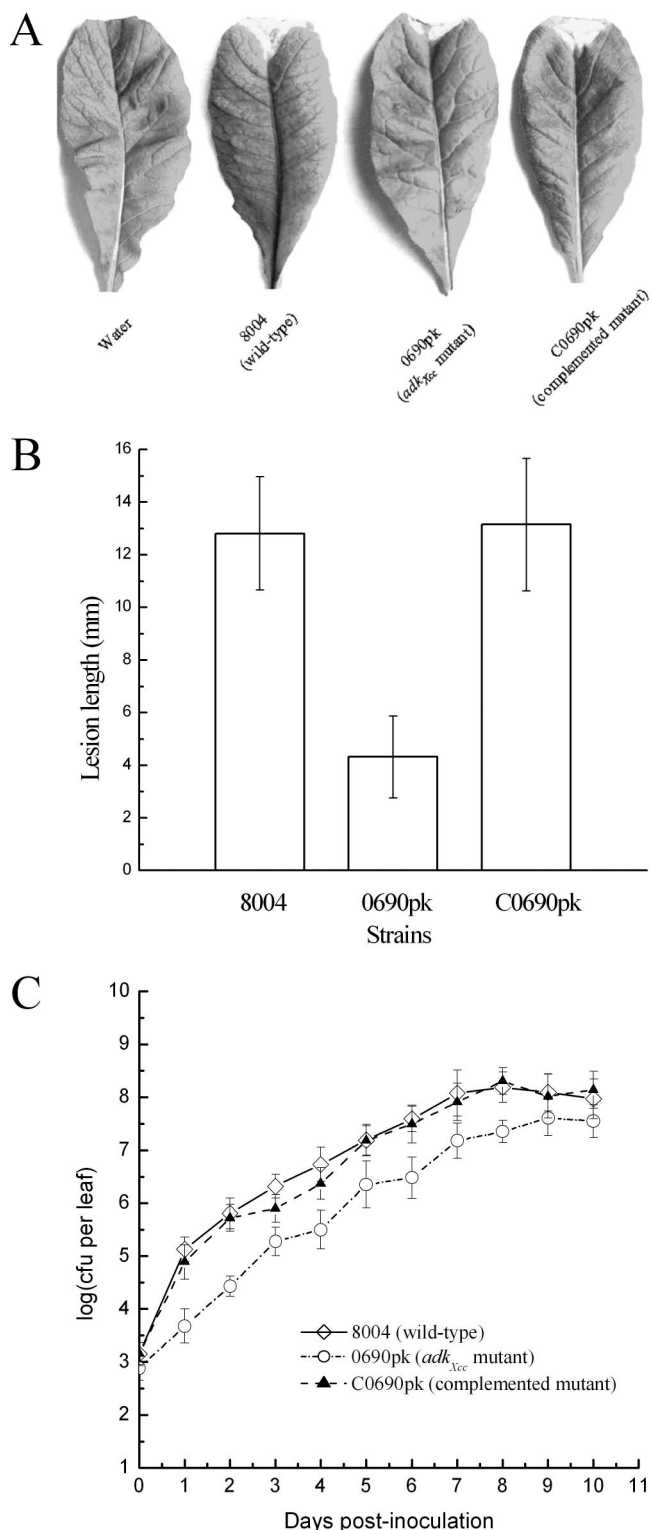 A
Water
8004
(wild-type)
0690pk
(adkXcc mutant)
C0690pk
(complemented mutant)
B
16
14
12
10
8
6
4
2
0
Lesion length (mm)
8004 0690pk C0690pk
Strains
C
10
9
8
7
6
5
4
3
2
1
log(cfu per leaf)
8004 (wild-type)
0690pk (adkXcc mutant)
C0690pk (complemented mutant)
0 1 2 3 4 5 6 7 8 9 10 11
Days post-inoculation